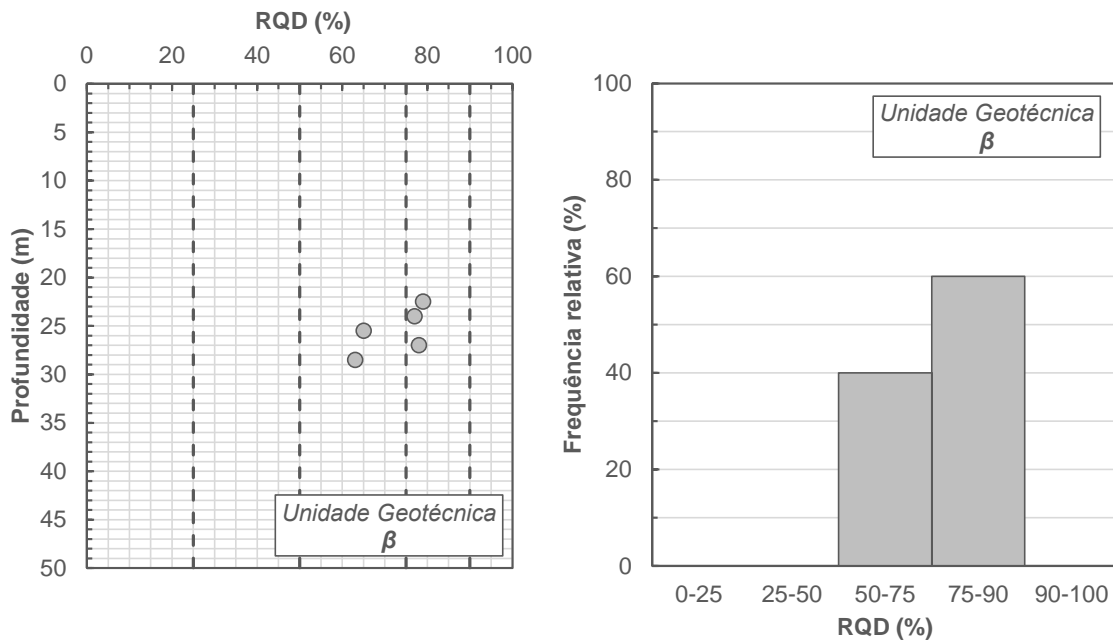 RQD (%)
0 20 40 60 80 100
0
5
10
15
20
25
30
35
40
45
50
Profundidade (m)
Unidade Geotécnica
β
100
80
60
40
20
0
Frequência relativa (%)
Unidade Geotécnica
β
0-25 25-50 50-75 75-90 90-100
RQD (%)